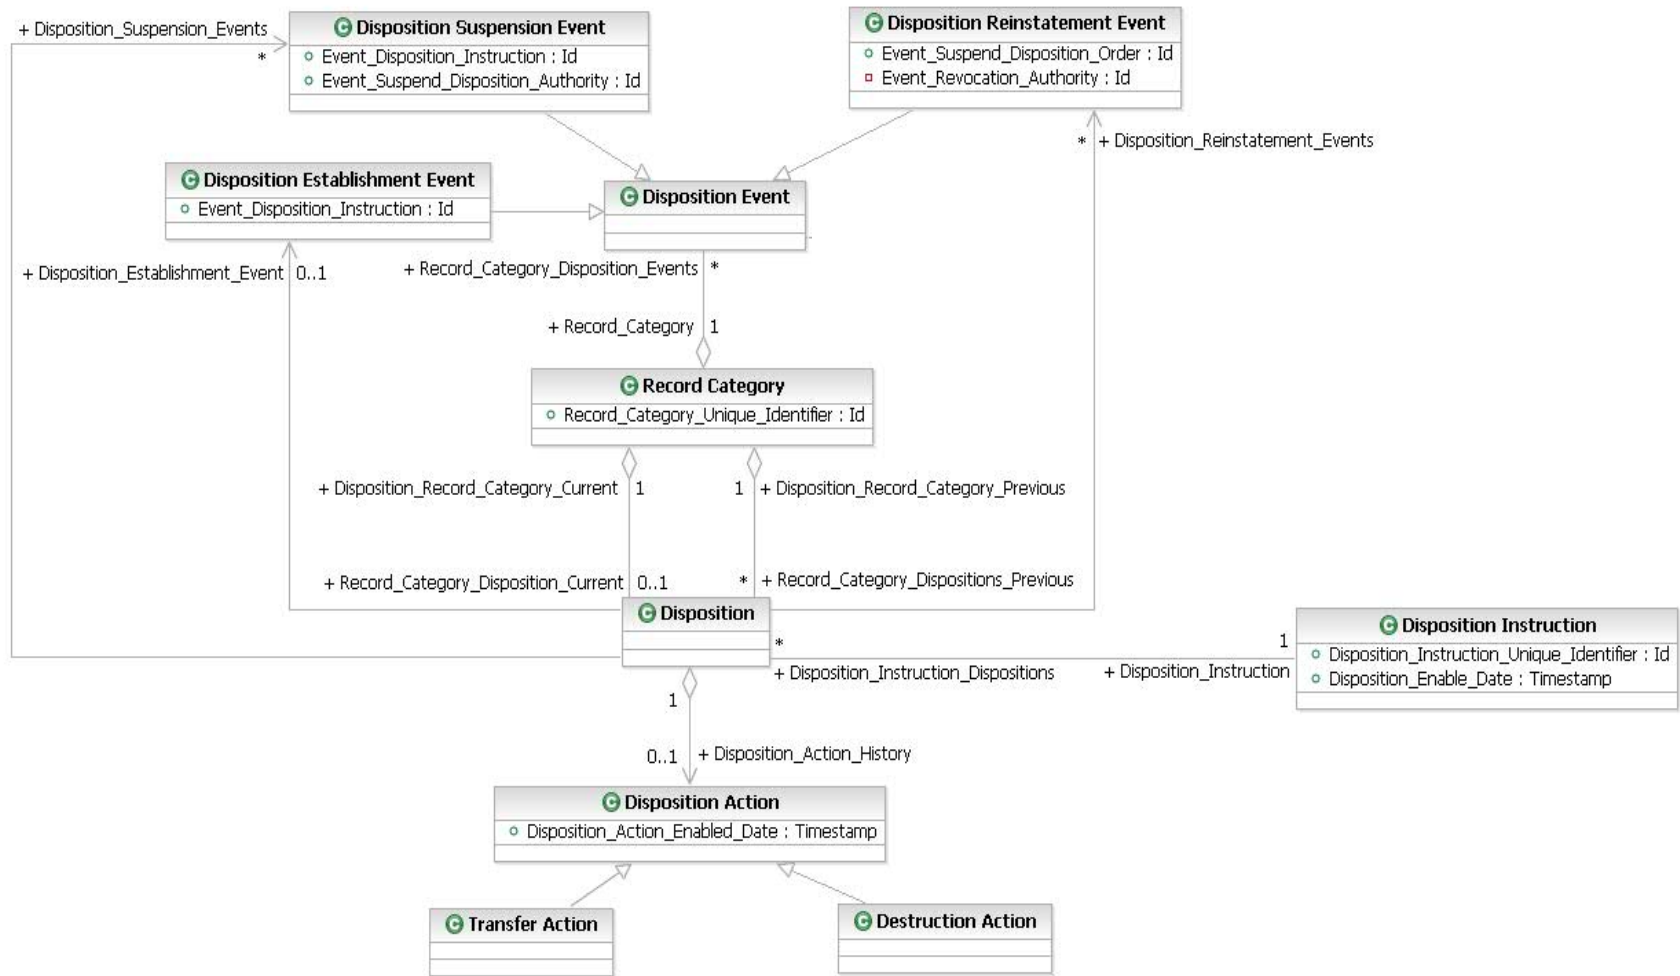 + Disposition_Suspension_Events
*
Disposition Suspension Event
Event_Disposition_Instruction : Id
Event_Suspend_Disposition_Authority : Id
Disposition Reinstatement Event
Event_Suspend_Disposition_Order : Id
Event_Revocation_Authority : Id
* + Disposition_Reinstatement_Events
Disposition Establishment Event
Event_Disposition_Instruction : Id
Disposition Event
+ Disposition_Establishment_Event 0..1
+ Record_Category_Disposition_Events *
+ Record_Category 1
Record Category
Record_Category_Unique_Identifier : Id
+ Disposition_Record_Category_Current 1
1 + Disposition_Record_Category_Previous
+ Record_Category_Disposition_Current 0..1
* + Record_Category_Dispositions_Previous
Disposition
*
+ Disposition_Instruction_Dispositions
1
+ Disposition_Instruction
Disposition Instruction
Disposition_Instruction_Unique_Identifier : Id
Disposition_Enable_Date : Timestamp
1
0..1 + Disposition_Action_History
Disposition Action
Disposition_Action_Enabled_Date : Timestamp
Transfer Action
Destruction Action